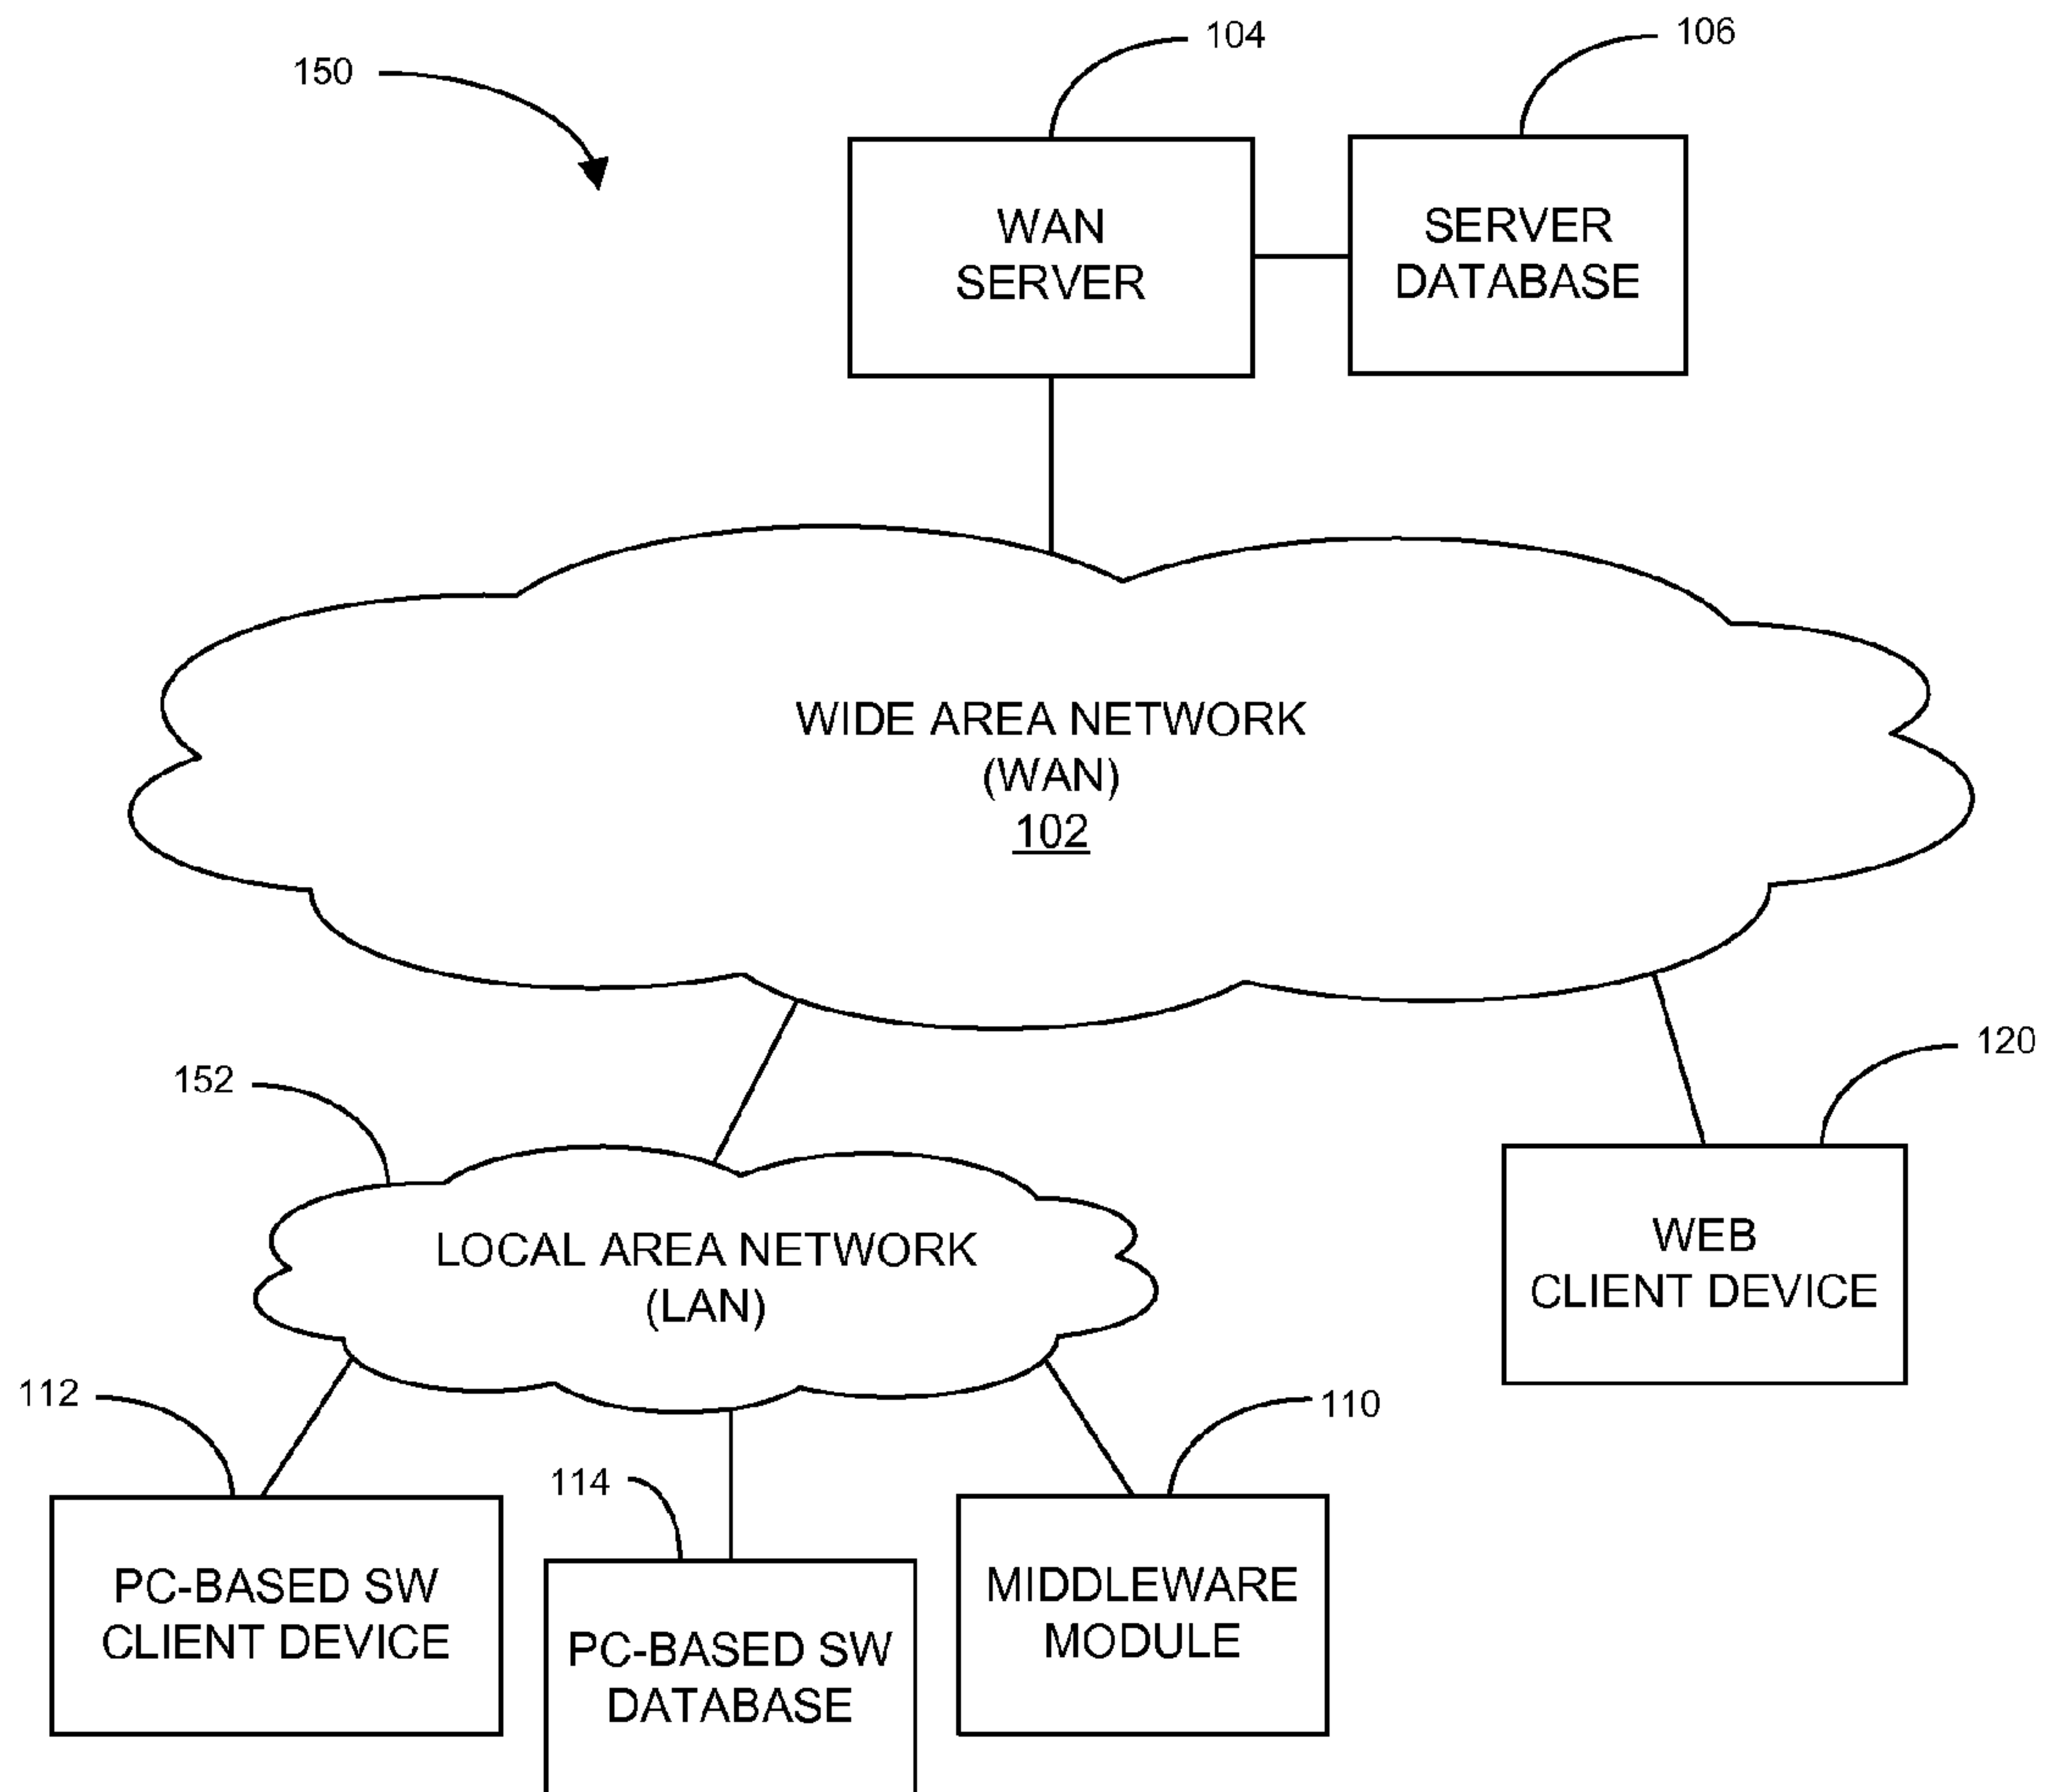 104
106
150
WAN
SERVER
SERVER
DATABASE
WIDE AREA NETWORK
(WAN)
102
120
152
LOCAL AREA NETWORK
(LAN)
WEB
CLIENT DEVICE
112
110
114
PC-BASED SW
CLIENT DEVICE
PC-BASED SW
DATABASE
MIDDLEWARE
MODULE